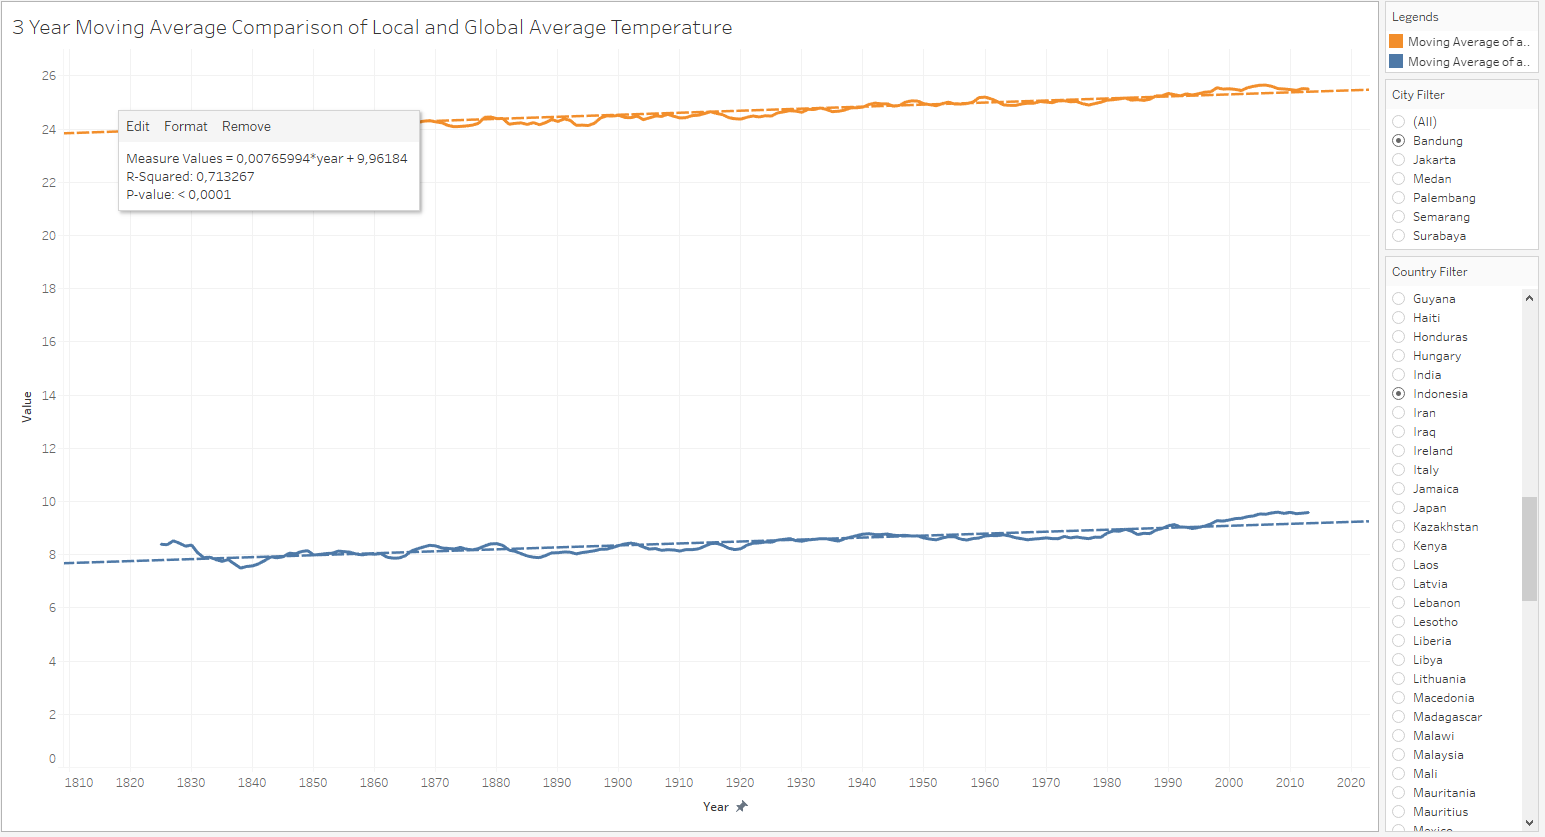 3 Year Moving Average Comparison of Local and Global Average Temperature
26
24
22
20
18
16
14
12
10
8
6
4
2
0
Value
Edit Format Remove
Measure Values = 0,00765994*year + 9,96184
R-Squared: 0,713267
P-value: < 0,0001
1810 1820 1830 1840 1850 1860 1870 1880 1890 1900 1910 1920 1930 1940 1950 1960 1970 1980 1990 2000 2010 2020
Year
Legends
Moving Average of a..
Moving Average of a..
City Filter
(All)
Bandung
Jakarta
Medan
Palembang
Semarang
Surabaya
Country Filter
Guyana
Haiti
Honduras
Hungary
India
Indonesia
Iran
Iraq
Ireland
Italy
Jamaica
Japan
Kazakhstan
Kenya
Laos
Latvia
Lebanon
Lesotho
Liberia
Libya
Lithuania
Macedonia
Madagascar
Malawi
Malaysia
Mali
Mauritania
Mauritius
Mexico